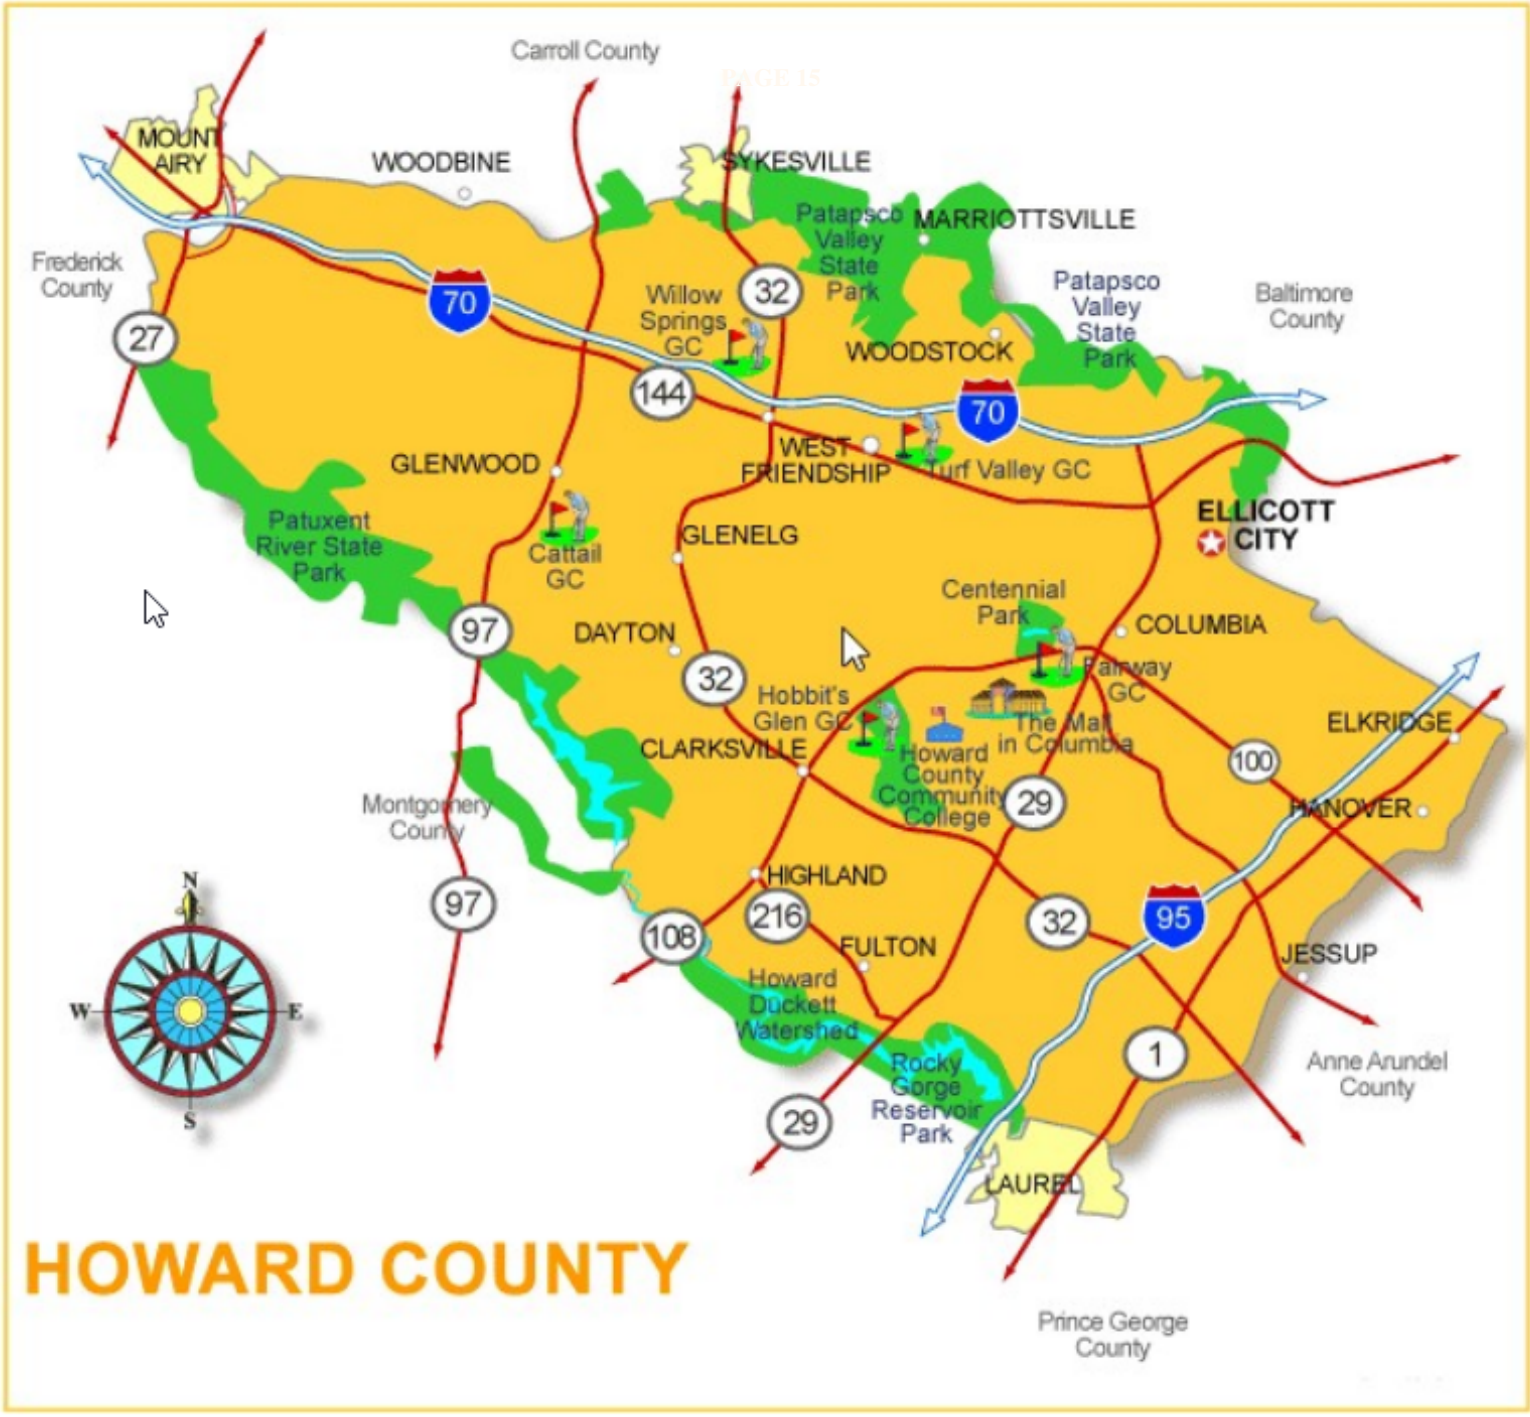 Carroll County
PAGE 15
MOUNT
AIRY
WOODBINE
SYKESVILLE
Patapsco
Valley
State
Park
MARRIOTTSVILLE
Frederick
County
70
27
Willow
Springs
GC
32
Patapsco
Valley
State
Park
Baltimore
County
WOODSTOCK
144
70
WEST
FRIENDSHIP
Turf Valley GC
GLENWOOD
Cattail
GC
Patuxent
River State
Park
GLENELG
ELLICOTT
CITY
Centennial
Park
97
DAYTON
COLUMBIA
32
Hobbit's
Glen GC
Fairway
GC
The Mall
in Columbia
CLARKSVILLE
Howard
County
Community
College
29
100
ELKRIDGE
HANOVER
Montgomery
County
97
HIGHLAND
216
108
FULTON
32
95
JESSUP
Howard
Duckett
Watershed
Rocky
Gorge
Reservoir
Park
29
1
Anne Arundel
County
LAUREL
N
W
E
S
HOWARD COUNTY
Prince George
County